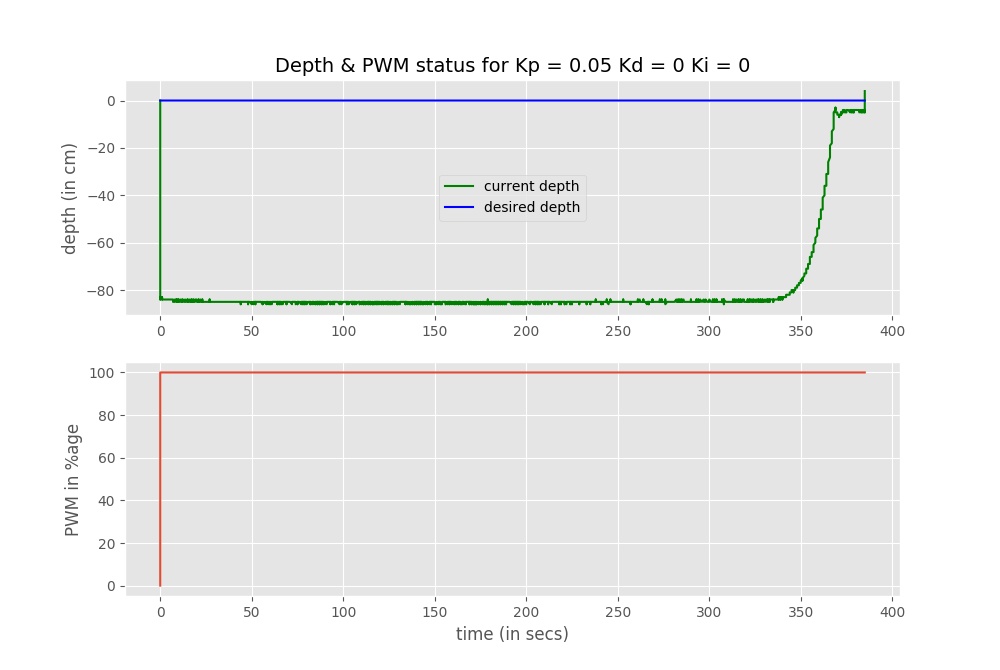 Depth & PWM status for Kp = 0.05 Kd = 0 Ki = 0
depth (in cm)
0
−20
−40
−60
−80
current depth
desired depth
0 50 100 150 200 250 300 350 400
PWM in %age
100
80
60
40
20
0
0 50 100 150 200 250 300 350 400
time (in secs)